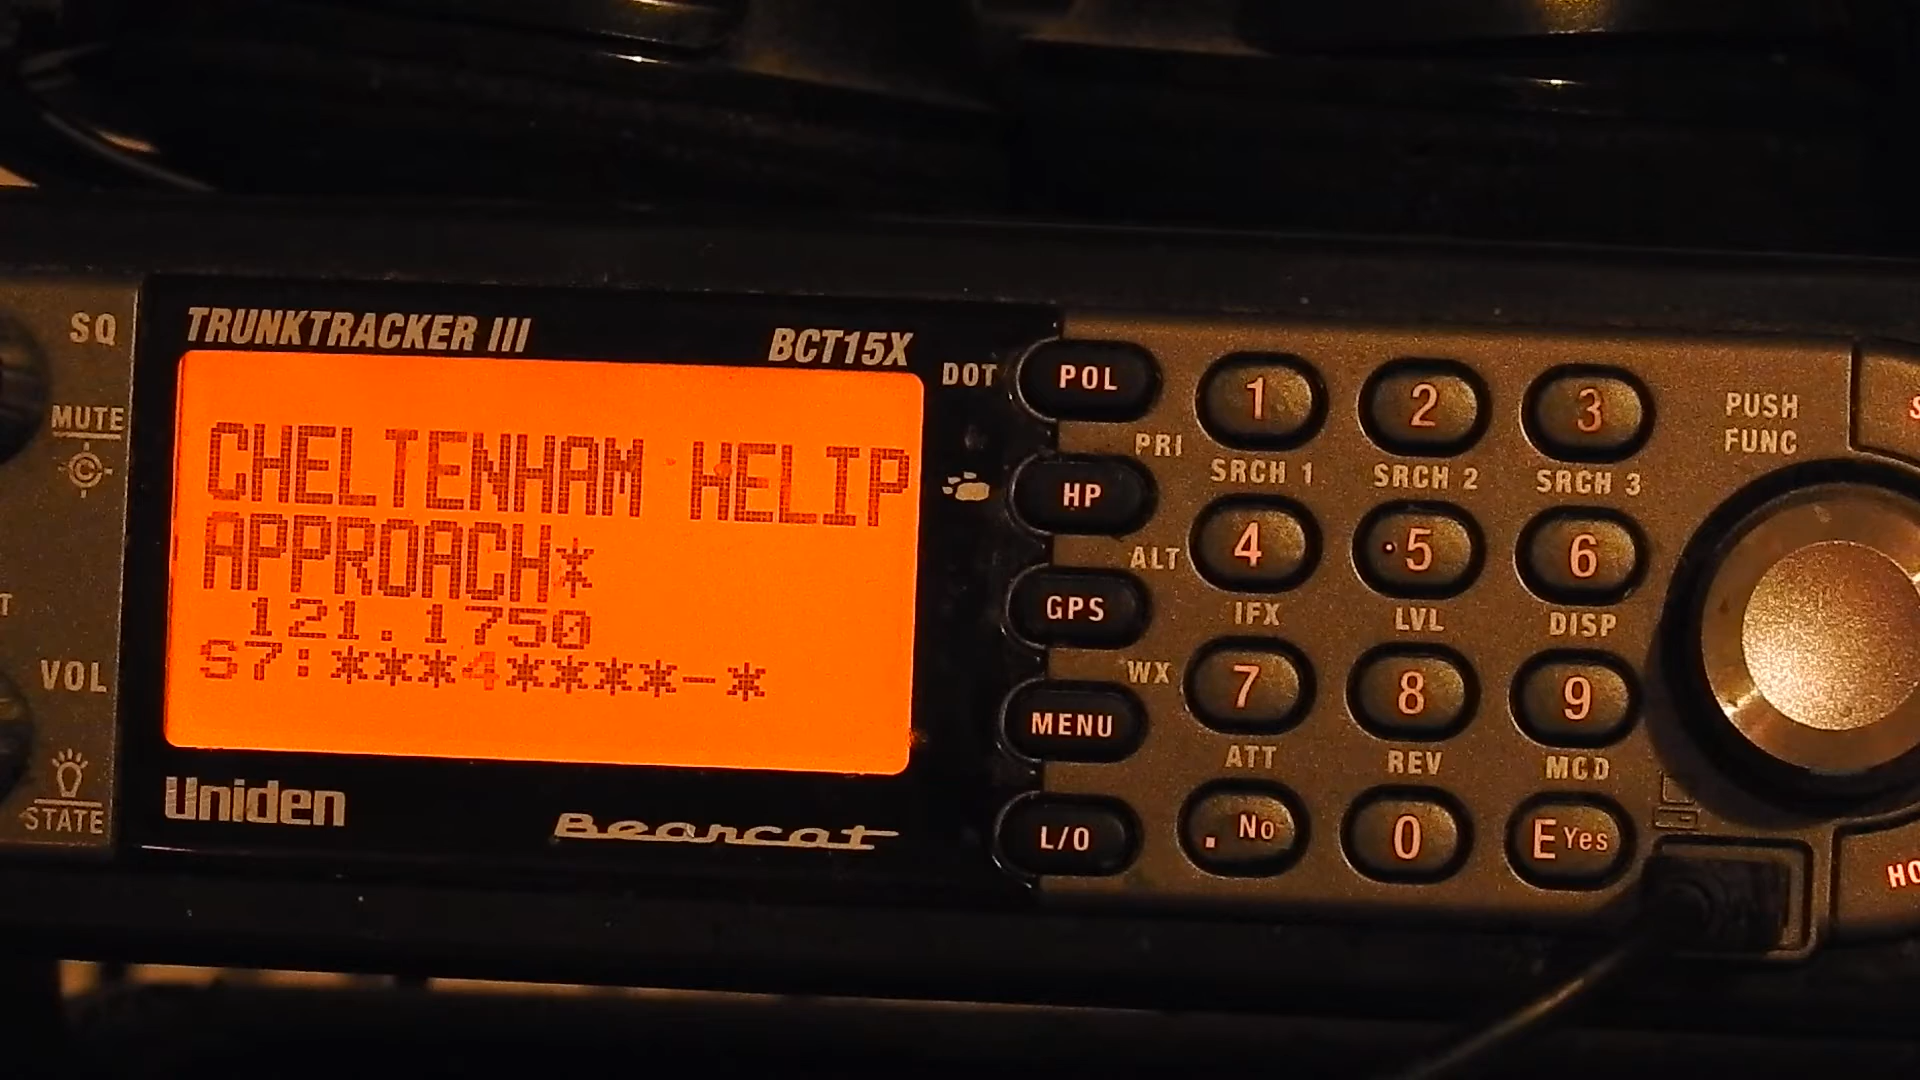 SQ
MUTE
VOL
STATE
T
TRUNKTRACKER III
BCT15X
CHELTENHAM HELIP
APPROACH*
121.1750
S7:***4****-*
Uniden
Bearcat
DOT
POL
PRI
HP
ALT
GPS
WX
MENU
L/O
1 2 3
SRCH 1 SRCH 2 SRCH 3
4 5 6
IFX LVL DISP
7 8 9
ATT REV MCD
. No 0 E Yes
PUSH
FUNC
S
HO